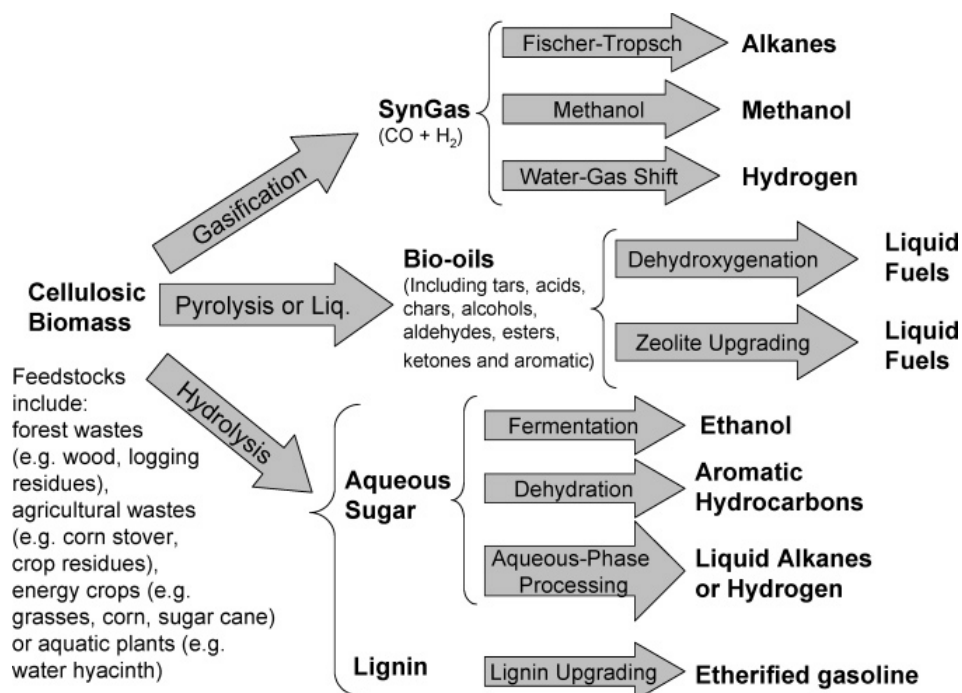 Fischer-Tropsch
Alkanes
SynGas
(CO + H₂)
Methanol
Methanol
Water-Gas Shift
Hydrogen
Gasification
Cellulosic
Biomass
Pyrolysis or Liq.
Bio-oils
(Including tars, acids,
chars, alcohols,
aldehydes, esters,
ketones and aromatic)
Dehydroxygenation
Liquid
Fuels
Zeolite Upgrading
Liquid
Fuels
Feedstocks
include:
forest wastes
(e.g. wood, logging
residues),
agricultural wastes
(e.g. corn stover,
crop residues),
energy crops (e.g.
grasses, corn, sugar cane)
or aquatic plants (e.g.
water hyacinth)
Hydrolysis
Aqueous
Sugar
Fermentation
Ethanol
Dehydration
Aromatic
Hydrocarbons
Aqueous-Phase
Processing
Liquid Alkanes
or Hydrogen
Lignin
Lignin Upgrading
Etherified gasoline